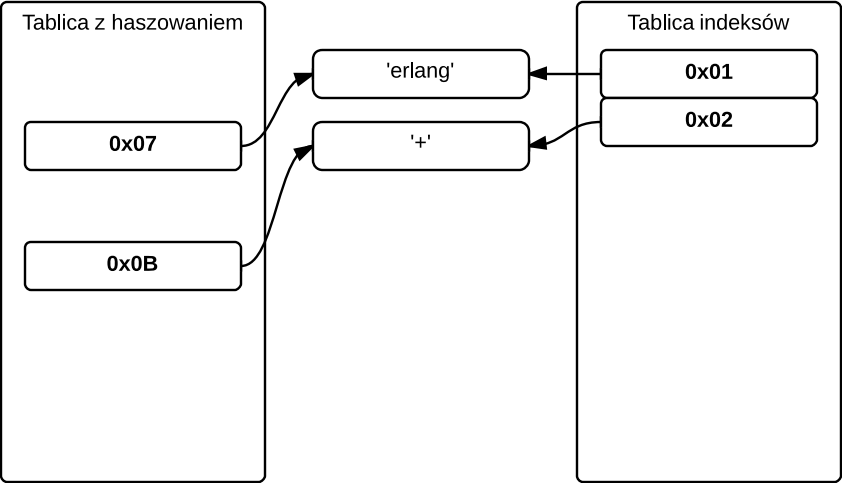 Tablica z haszowaniem
Tablica indeksów
'erlang'
0x01
0x02
0x07
'+'
0x0B